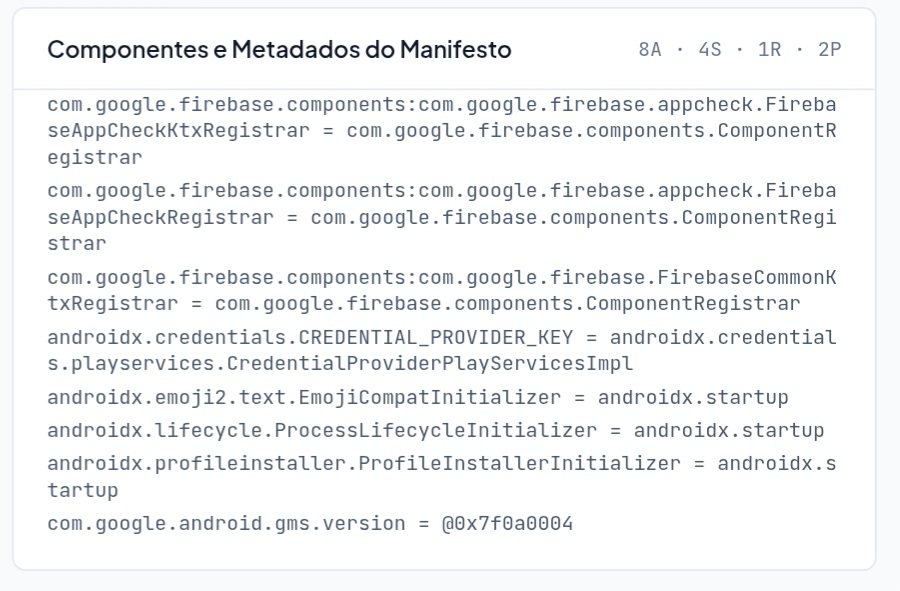 Componentes e Metadados do Manifesto
8A · 4S · 1R · 2P
com.google.firebase.components:com.google.firebase.appcheck.Fireba
seAppCheckKtxRegistrar = com.google.firebase.components.ComponentR
egistrar
com.google.firebase.components:com.google.firebase.appcheck.Fireba
seAppCheckRegistrar = com.google.firebase.components.ComponentRegi
strar
com.google.firebase.components:com.google.firebase.FirebaseCommonK
txRegistrar = com.google.firebase.components.ComponentRegistrar
androidx.credentials.CREDENTIAL_PROVIDER_KEY = androidx.credential
s.playservices.CredentialProviderPlayServicesImpl
androidx.emoji2.text.EmojiCompatInitializer = androidx.startup
androidx.lifecycle.ProcessLifecycleInitializer = androidx.startup
androidx.profileinstaller.ProfileInstallerInitializer = androidx.s
tartup
com.google.android.gms.version = @0x7f0a0004